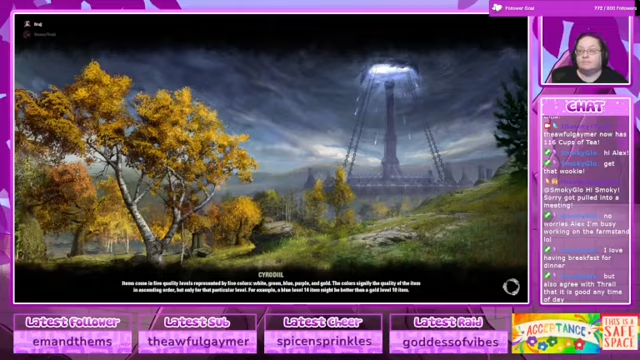 Follower Goal
CHAT
theawfulgaymer now has
116 Cups of Tea!
SmokyGlo hi Alex!
SmokyGlo get
that wookie!
@SmokyGlo Hi Smoky!
Sorry got pulled into a
meeting!
no
worries Alex I'm busy
working on the farmstand
lol
I love
having breakfast for
dinner
but
also agree with Thrall
that it is good any time
of day
CYRODIIL
Items come in five quality levels represented by five colors: white, green, blue, purple, and gold. The colors signify the quality of the item
in ascending order, but only for that particular level. For example, a blue level 14 item might be better than a gold level 10 item.
Latest Follower
emandthems
Latest Sub
theawfulgaymer
Latest Cheer
spicensprinkles
Latest Raid
goddessofvibes
ACCEPTANCE
THIS IS A
SAFE
SPACE